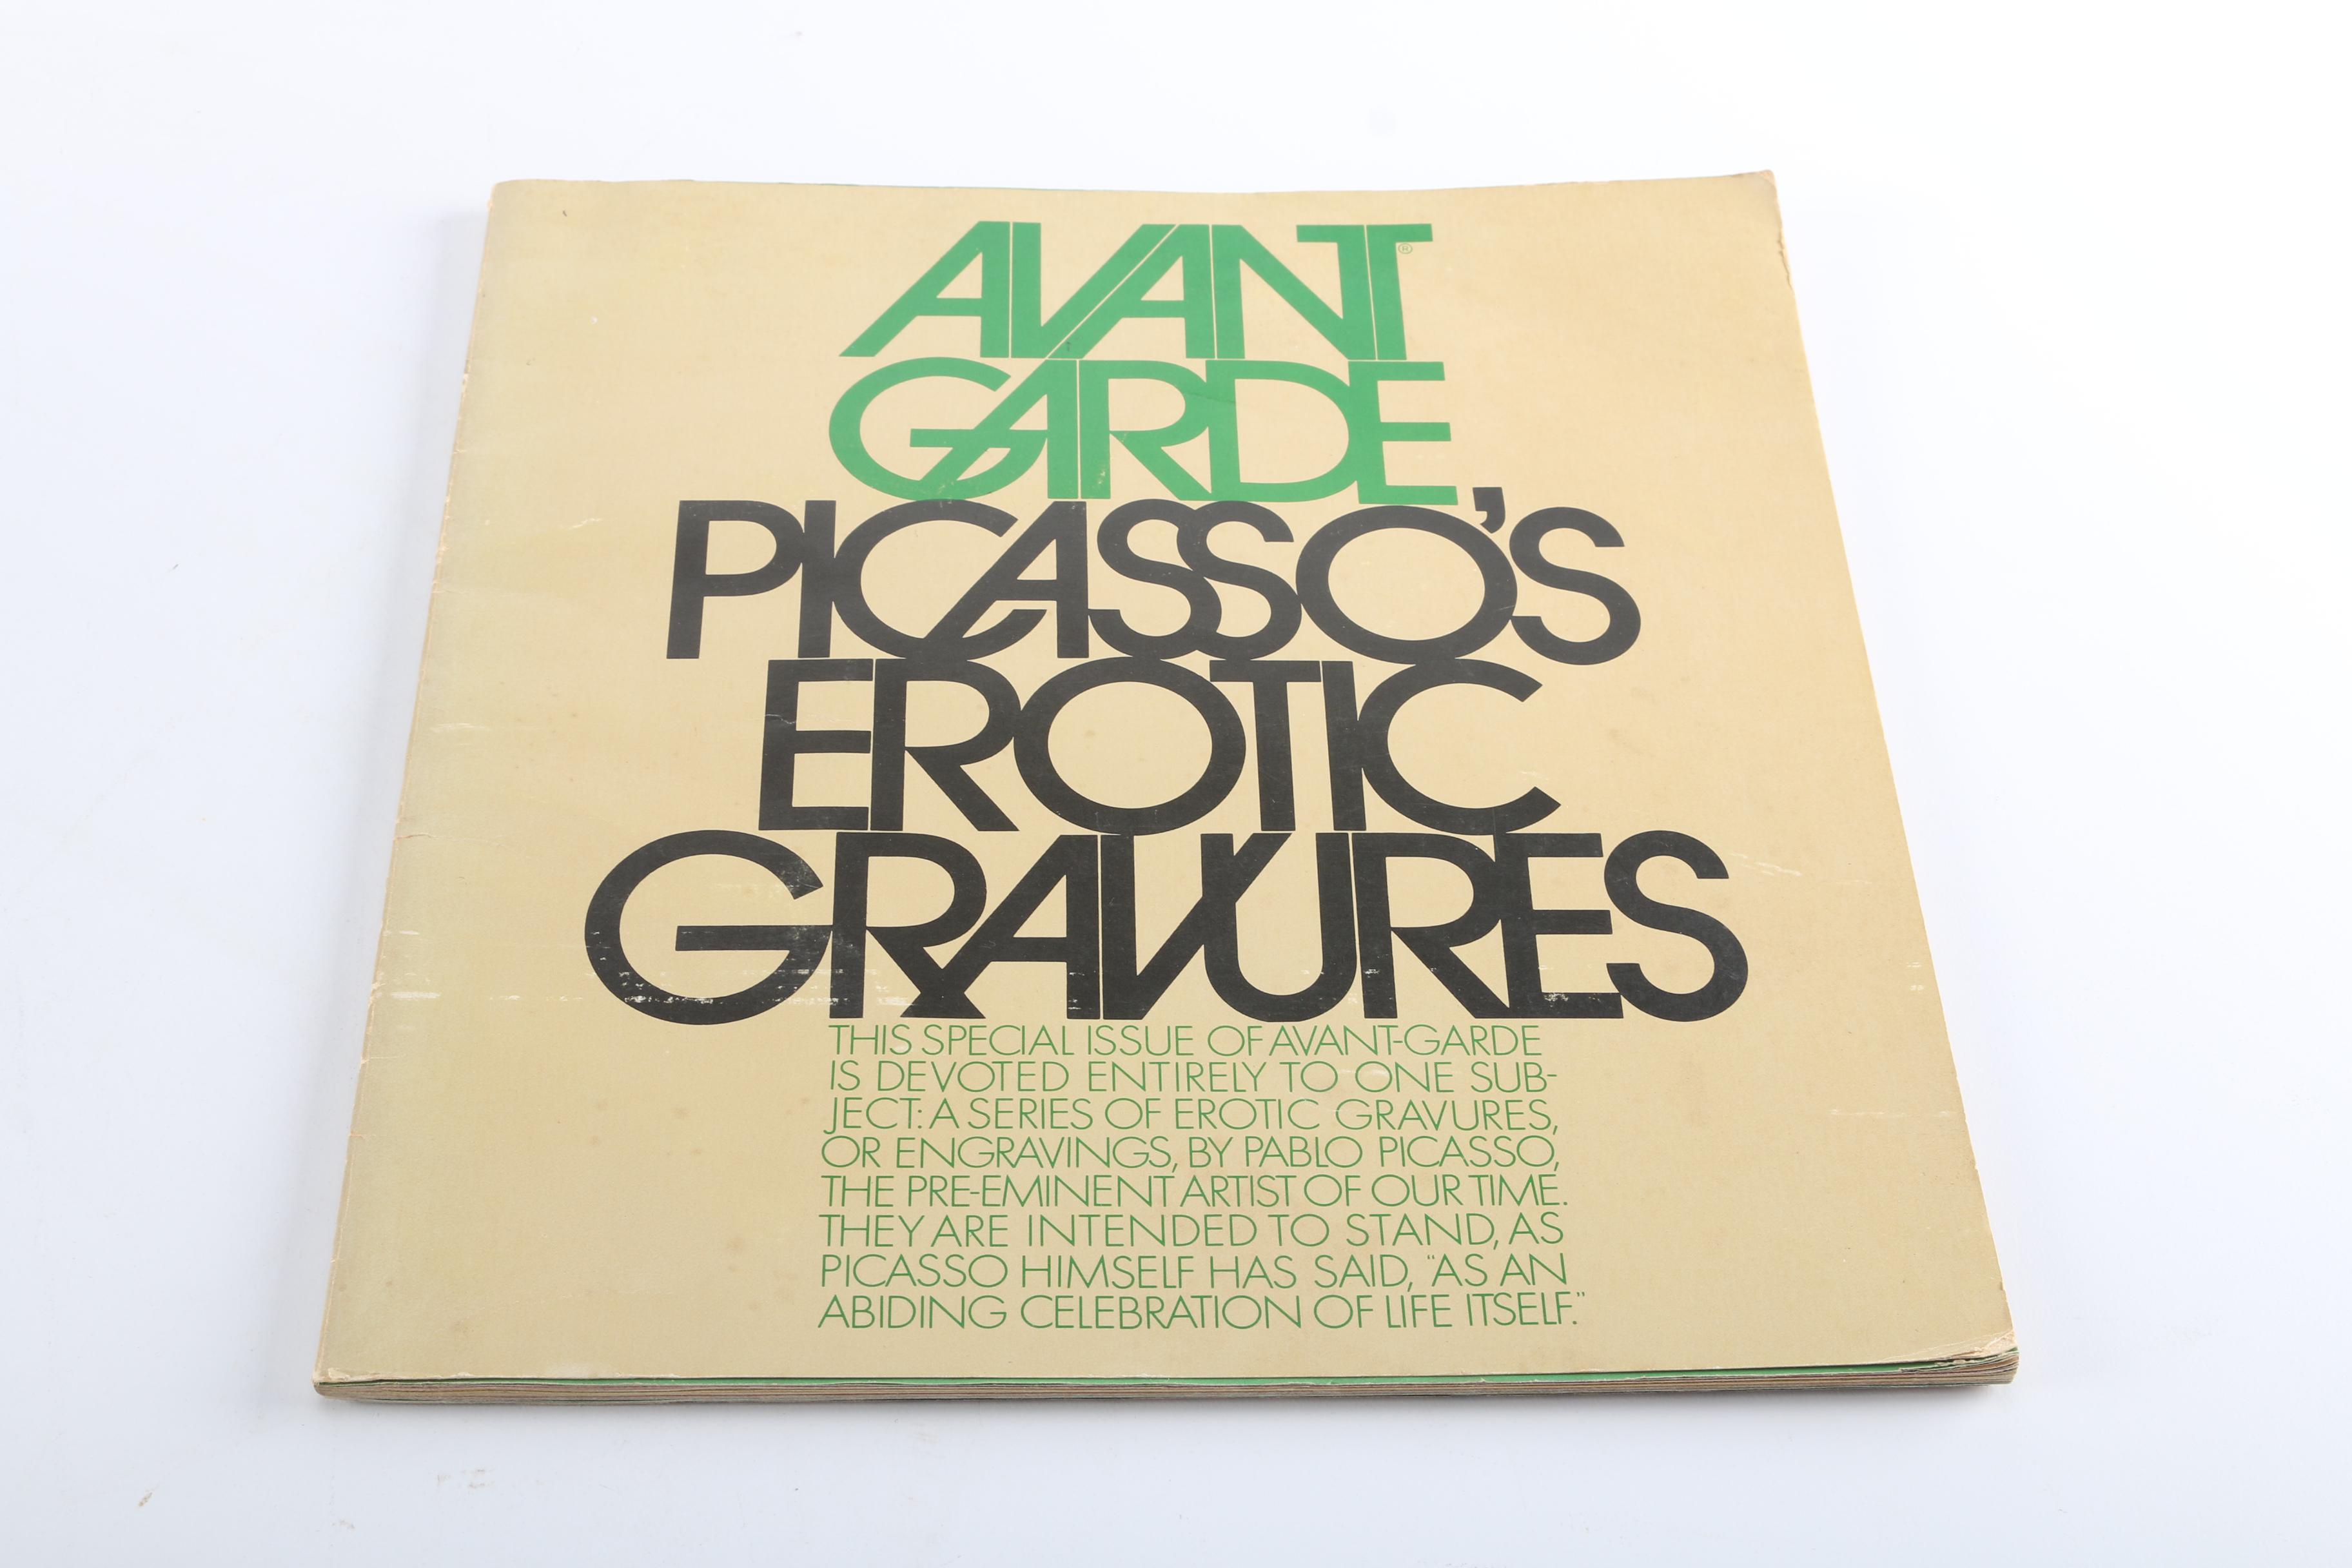 AVANT®
GARDE
PICASSO'S
EROTIC
GRAVURES
THIS SPECIAL ISSUE OF AVANT-GARDE
IS DEVOTED ENTIRELY TO ONE SUB-
JECT: A SERIES OF EROTIC GRAVURES,
OR ENGRAVINGS, BY PABLO PICASSO,
THE PRE-EMINENT ARTIST OF OUR TIME.
THEY ARE INTENDED TO STAND, AS
PICASSO HIMSELF HAS SAID, "AS AN
ABIDING CELEBRATION OF LIFE ITSELF."